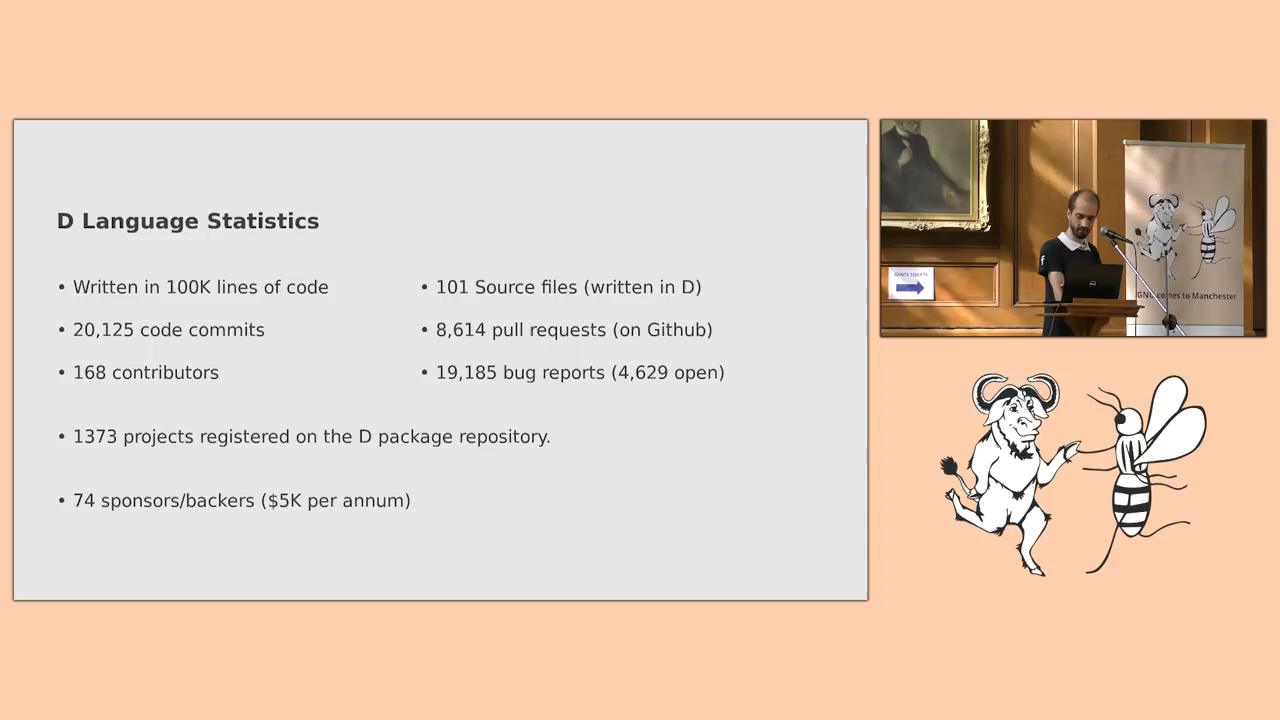 D Language Statistics
• Written in 100K lines of code
• 101 Source files (written in D)
• 20,125 code commits
• 8,614 pull requests (on Github)
• 168 contributors
• 19,185 bug reports (4,629 open)
• 1373 projects registered on the D package repository.
• 74 sponsors/backers ($5K per annum)
GENTS TOILETS
comes to Manchester